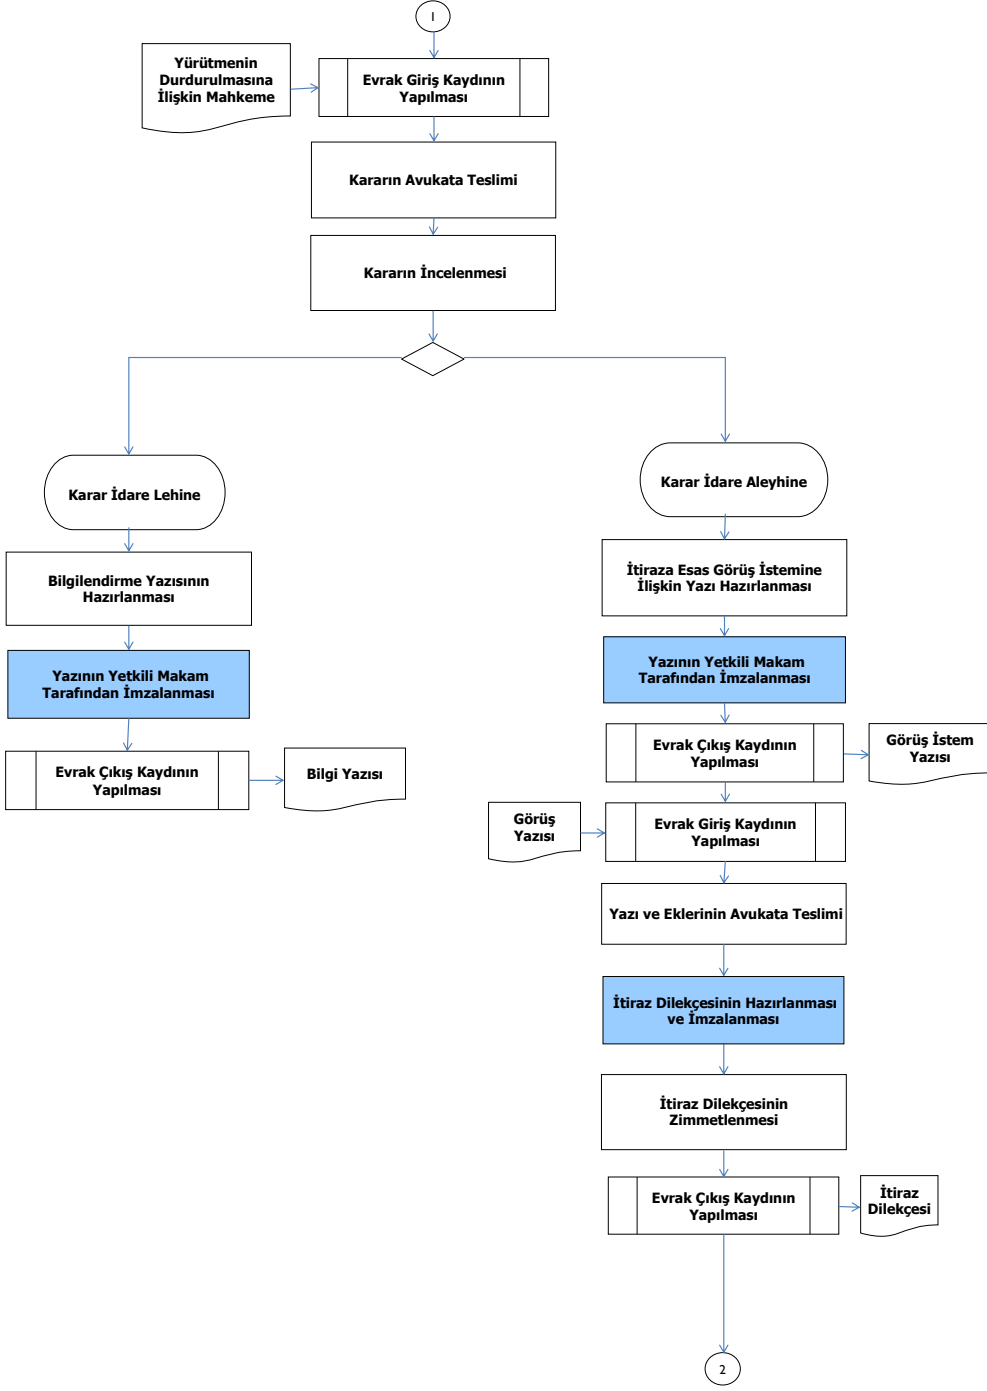 1
Yürütmenin
Durdurulmasına
İlişkin Mahkeme
Evrak Giriş Kaydının
Yapılması
Kararın Avukata Teslimi
Kararın İncelenmesi
Karar İdare Lehine
Bilgilendirme Yazısının
Hazırlanması
Yazının Yetkili Makam
Tarafından İmzalanması
Evrak Çıkış Kaydının
Yapılması
Bilgi Yazısı
Karar İdare Aleyhine
İtiraza Esas Görüş İstemine
İlişkin Yazı Hazırlanması
Yazının Yetkili Makam
Tarafından İmzalanması
Evrak Çıkış Kaydının
Yapılması
Görüş İstem
Yazısı
Görüş
Yazısı
Evrak Giriş Kaydının
Yapılması
Yazı ve Eklerinin Avukata Teslimi
İtiraz Dilekçesinin Hazırlanması
ve İmzalanması
İtiraz Dilekçesinin
Zimmetlenmesi
Evrak Çıkış Kaydının
Yapılması
İtiraz
Dilekçesi
2